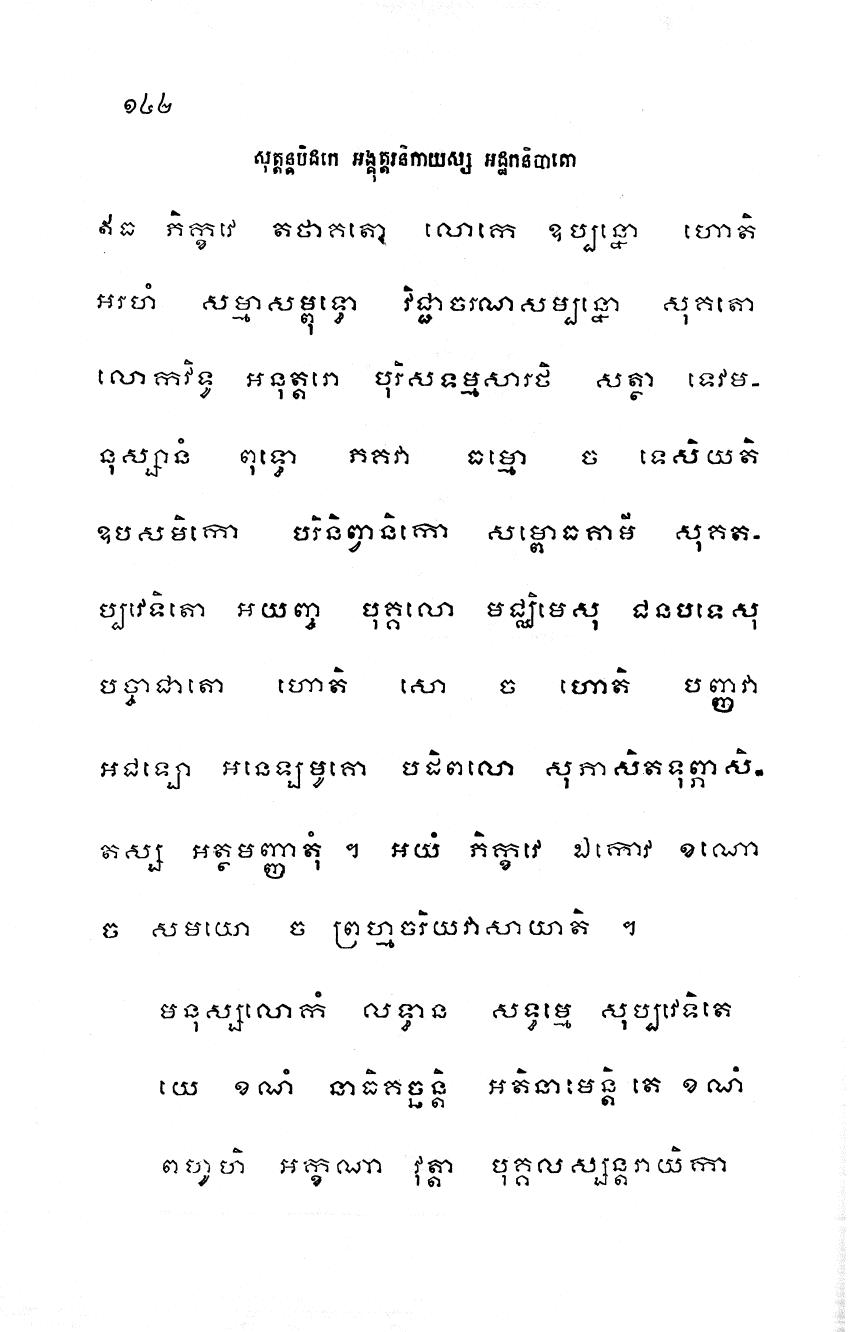 ១៤២
សុត្តន្តបិដកេ អង្គុត្តរនិកាយស្ស អដ្ឋកនិបាតោ
ឥធ ភិក្ខវេ តថាគតោ លោកេ ឧប្បន្នោ ហោតិ
អរហំ សម្មាសម្ពុទ្ធោ វិជ្ជាចរណសម្បន្នោ សុគតោ
លោកវិទូ អនុត្តរោ បុរិសទម្មសារថិ សត្ថា ទេវម-
នុស្សានំ ពុទ្ធោ ភគវា ធម្មោ ច ទេសិយតិ
ឧបសមិកោ បរិនិព្វានិកោ សម្ពោធគាមី សុគត-
ប្បវេទិតោ អយញ្ច បុគ្គលោ មជ្ឈិមេសុ ជនបទេសុ
បច្ចាជាតោ ហោតិ សោ ច ហោតិ បញ្ញវា
អជឡោ អនេឡមូគោ បដិពលោ សុភាសិតទុព្ភាសិ-
តស្ស អត្ថមញ្ញាតុំ ។ អយំ ភិក្ខវេ ឯកោវ ខណោ
ច សមយោ ច ព្រហ្មចរិយវាសាយាតិ ។
មនុស្សលោកំ លទ្ធាន សទ្ធម្មេ សុប្បវេទិតេ
យេ ខណំ នាធិគច្ឆន្តិ អតិនាមេន្តិ តេ ខណំ
ពហូហិ អក្ខណា វុត្តា បុគ្គលស្សន្តរាយិកា